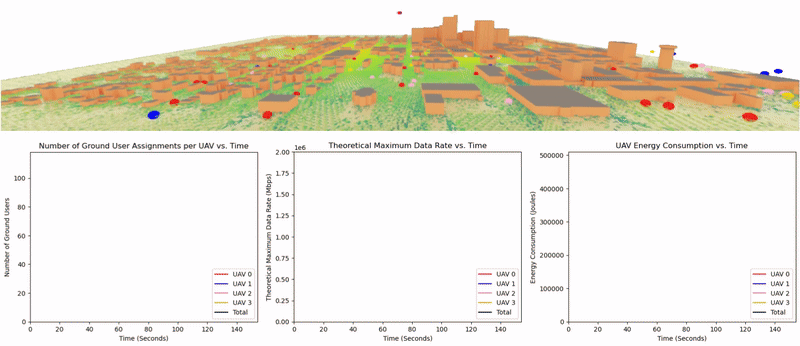 Number of Ground User Assignments per UAV vs. Time
Number of Ground Users
100
80
60
40
20
0
0 20 40 60 80 100 120 140
Time (Seconds)
UAV 0
UAV 1
UAV 2
UAV 3
Total
Theoretical Maximum Data Rate vs. Time
1e6
Theoretical Maximum Data Rate (Mbps)
2.00
1.75
1.50
1.25
1.00
0.75
0.50
0.25
0.00
0 20 40 60 80 100 120 140
Time (Seconds)
UAV 0
UAV 1
UAV 2
UAV 3
Total
UAV Energy Consumption vs. Time
Energy Consumption (Joules)
500000
400000
300000
200000
100000
0
0 20 40 60 80 100 120 140
Time (Seconds)
UAV 0
UAV 1
UAV 2
UAV 3
Total